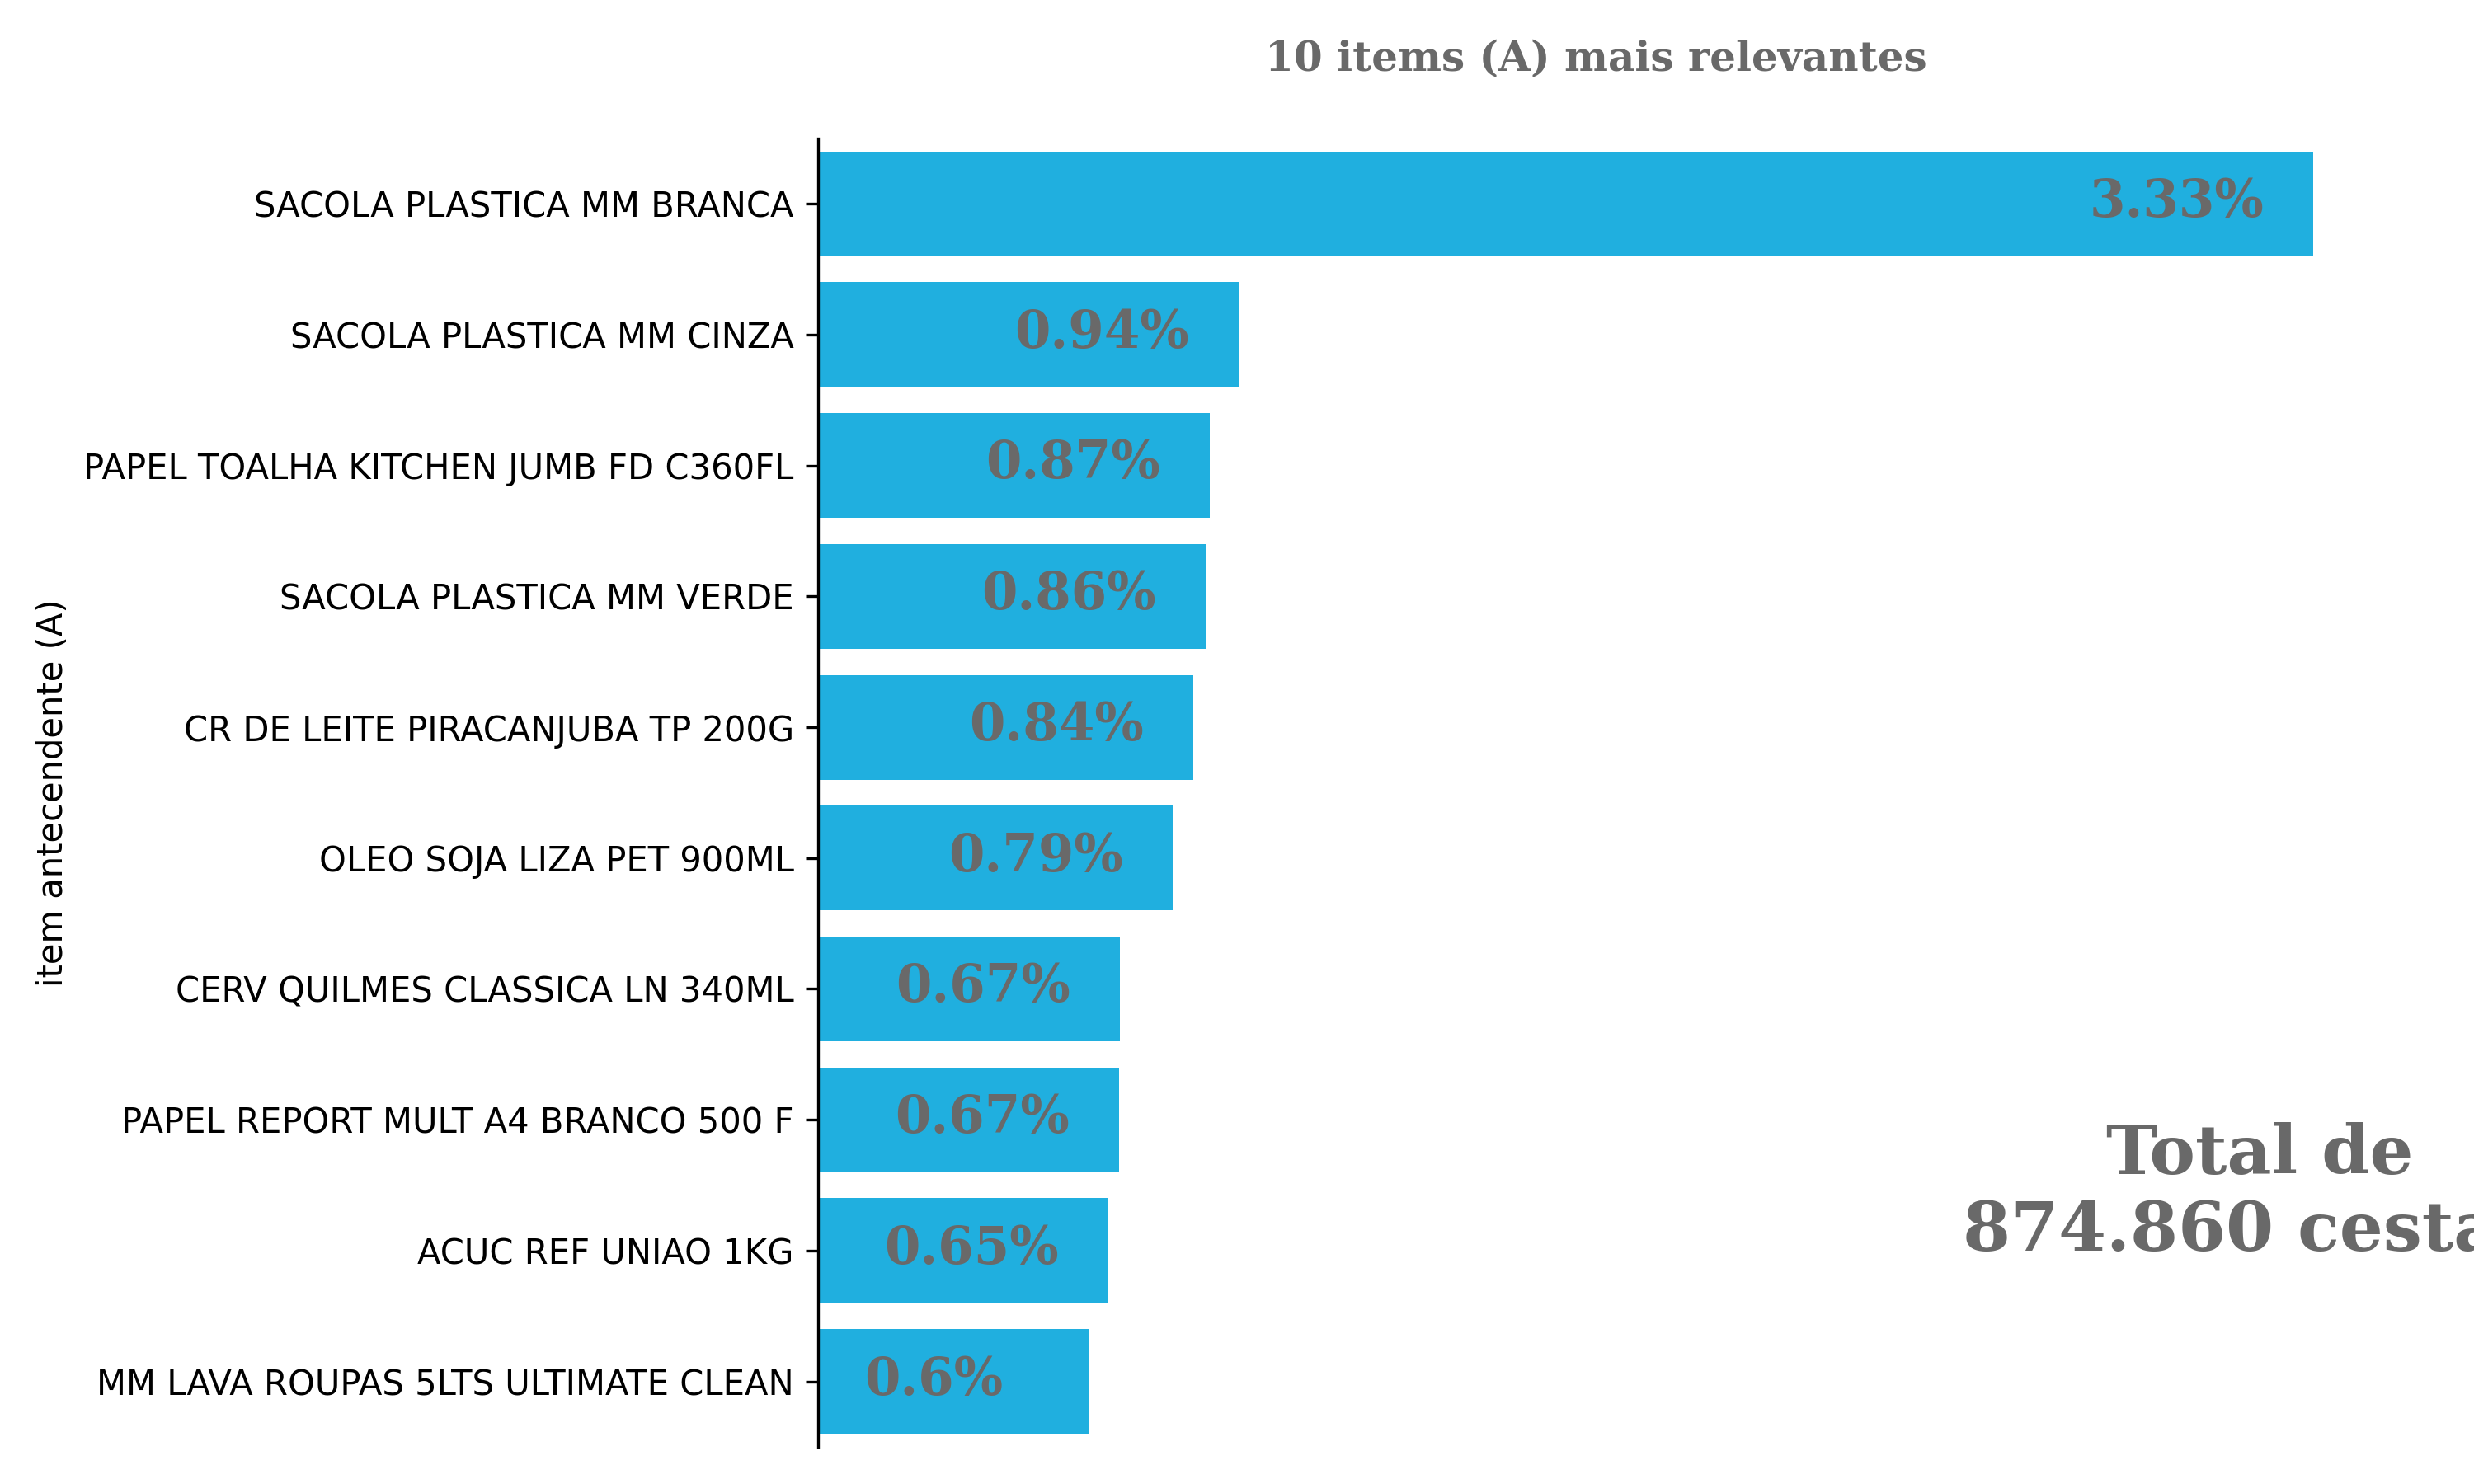 10 items (A) mais relevantes
SACOLA PLASTICA MM BRANCA 3.33%
SACOLA PLASTICA MM CINZA 0.94%
PAPEL TOALHA KITCHEN JUMB FD C360FL 0.87%
SACOLA PLASTICA MM VERDE 0.86%
CR DE LEITE PIRACANJUBA TP 200G 0.84%
OLEO SOJA LIZA PET 900ML 0.79%
CERV QUILMES CLASSICA LN 340ML 0.67%
PAPEL REPORT MULT A4 BRANCO 500 F 0.67%
ACUC REF UNIAO 1KG 0.65%
MM LAVA ROUPAS 5LTS ULTIMATE CLEAN 0.6%
item antecendente (A)
Total de
874.860 cesta